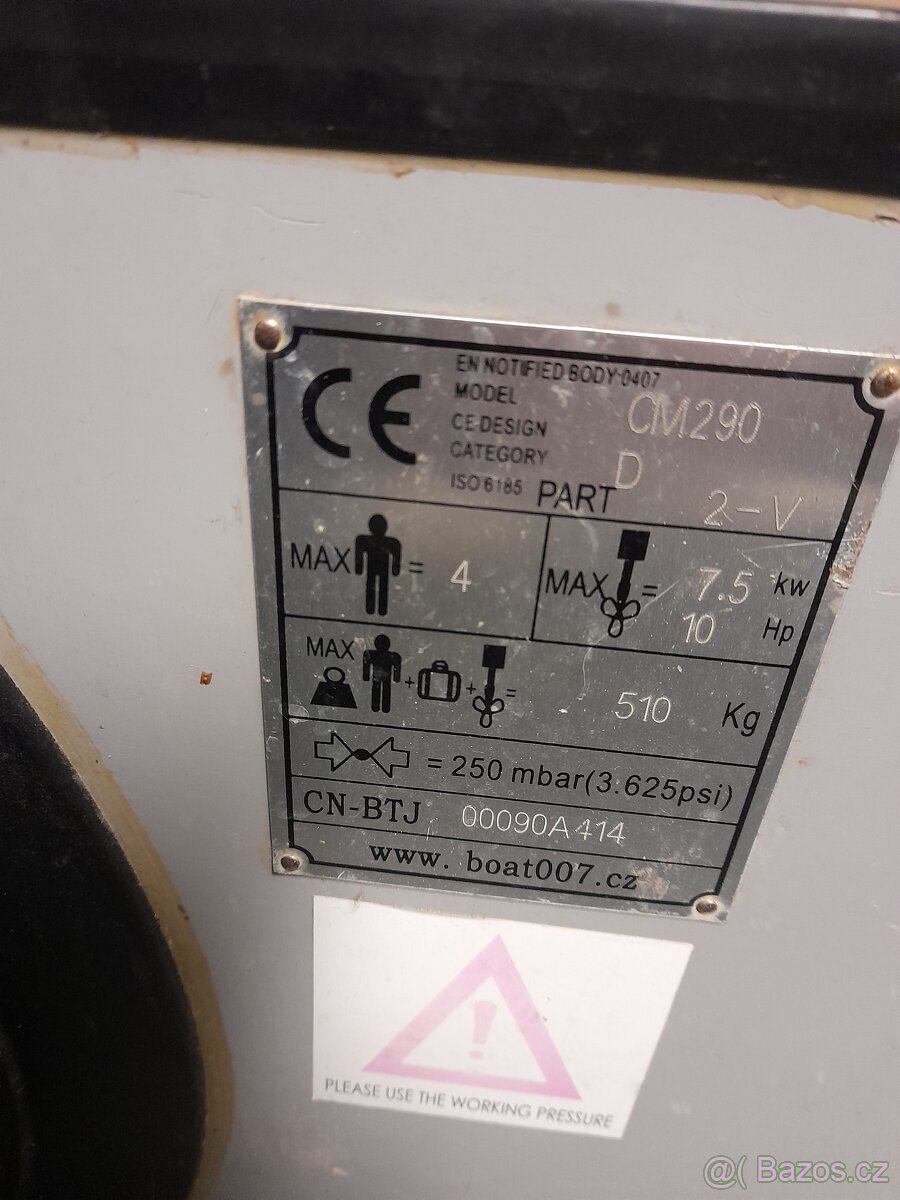 CE
EN NOTIFIED BODY:0407
MODEL CM290
CE DESIGN
CATEGORY D
ISO 6185 PART 2-V
MAX = 4
MAX = 7.5 kw
10 Hp
MAX + + = 510 Kg
= 250 mbar(3.625psi)
CN-BTJ 00090A414
www. boat007.cz
!
PLEASE USE THE WORKING PRESSURE
@( Bazos.cz